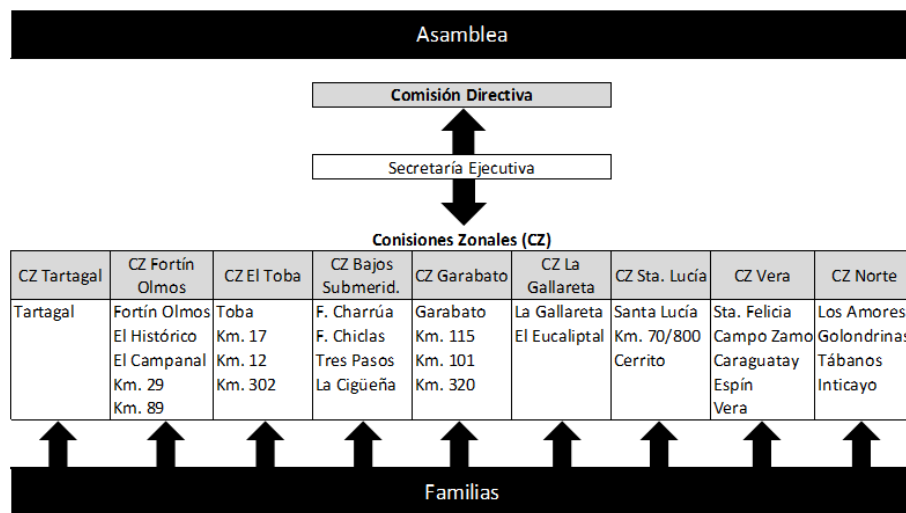 Asamblea
Comisión Directiva
Secretaría Ejecutiva
Conisiones Zonales (CZ)
CZ Tartagal
CZ Fortín
Olmos
CZ El Toba
CZ Bajos
Submerid.
CZ Garabato
CZ La
Gallareta
CZ Sta. Lucía
CZ Vera
CZ Norte
Tartagal
Fortín Olmos
El Histórico
El Campanal
Km. 29
Km. 89
Toba
Km. 17
Km. 12
Km. 302
F. Charrúa
F. Chiclas
Tres Pasos
La Cigüeña
Garabato
Km. 115
Km. 101
Km. 320
La Gallareta
El Eucaliptal
Santa Lucía
Km. 70/800
Cerrito
Sta. Felicia
Campo Zamo
Caraguatay
Espín
Vera
Los Amores
Golondrinas
Tábanos
Inticayo
Familias